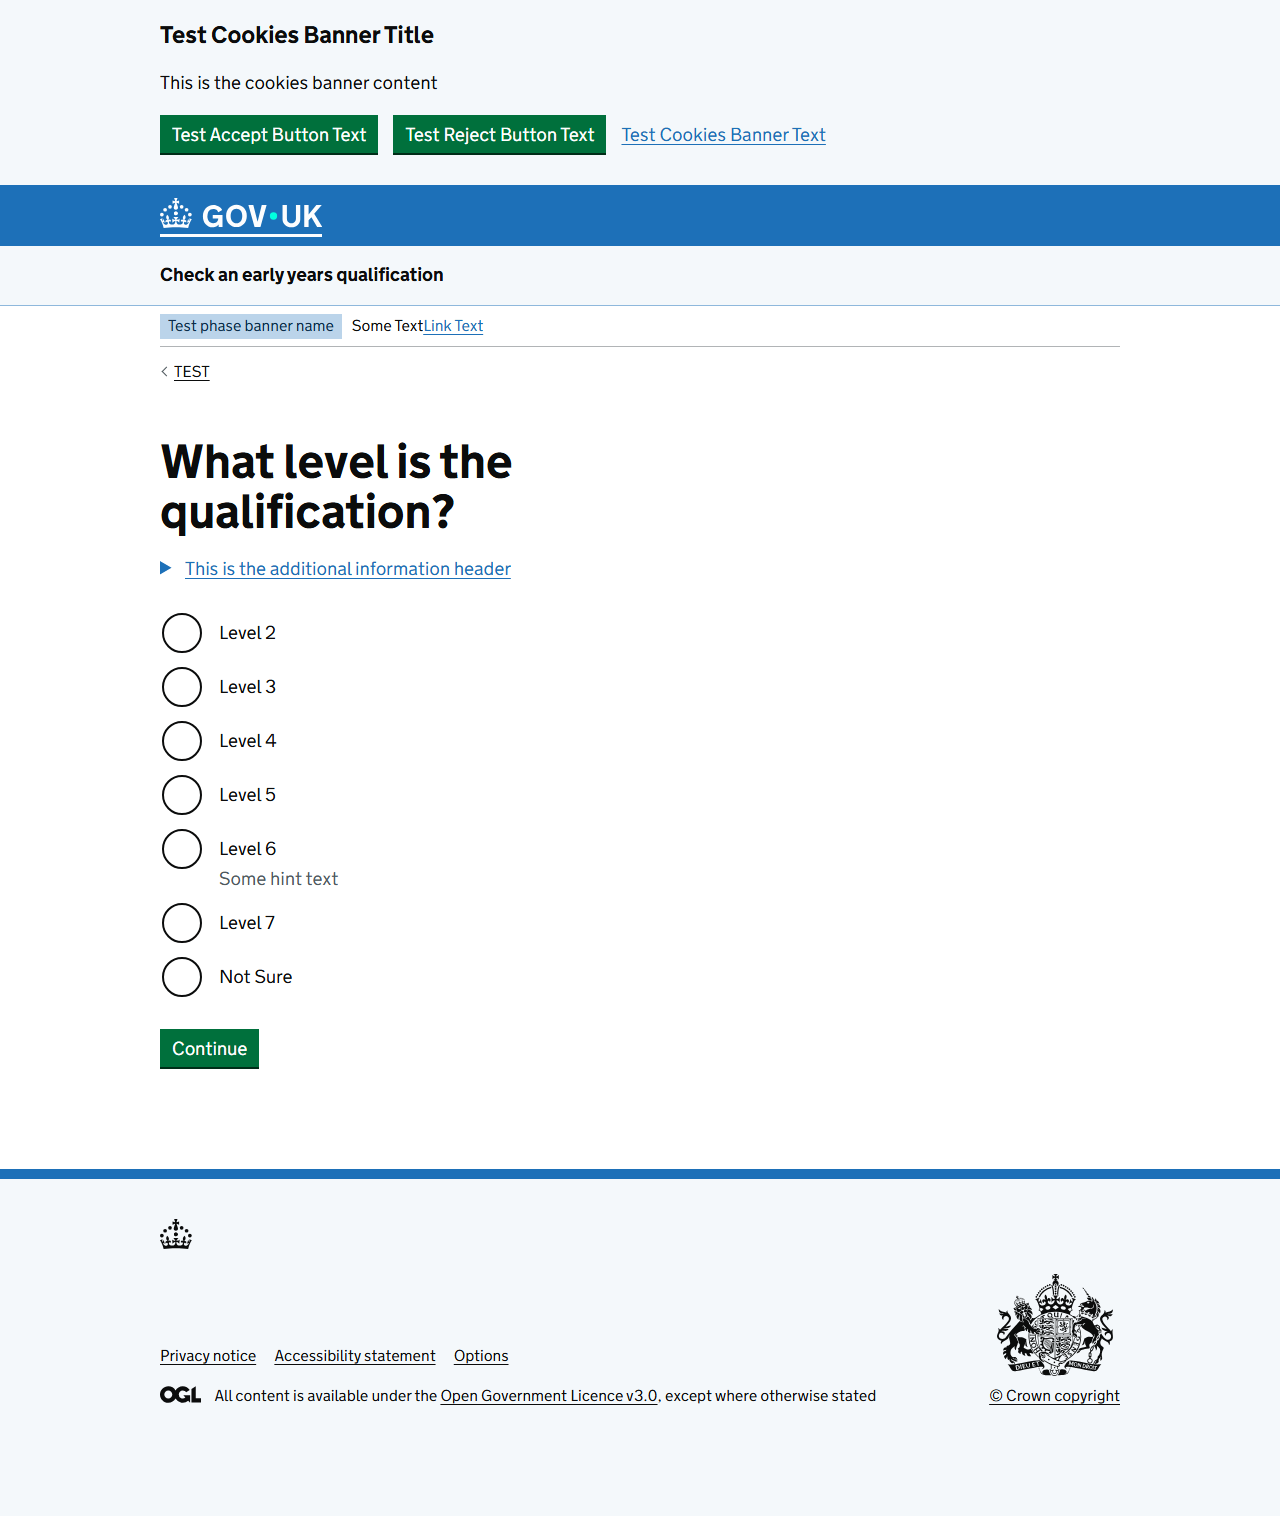 Test Cookies Banner Title
This is the cookies banner content
Test Accept Button Text Test Reject Button Text Test Cookies Banner Text
GOV·UK
Check an early years qualification
Test phase banner name Some TextLink Text
TEST
What level is the
qualification?
This is the additional information header
Level 2
Level 3
Level 4
Level 5
Level 6
Some hint text
Level 7
Not Sure
Continue
Privacy notice Accessibility statement Options
OGL All content is available under the Open Government Licence v3.0, except where otherwise stated
© Crown copyright